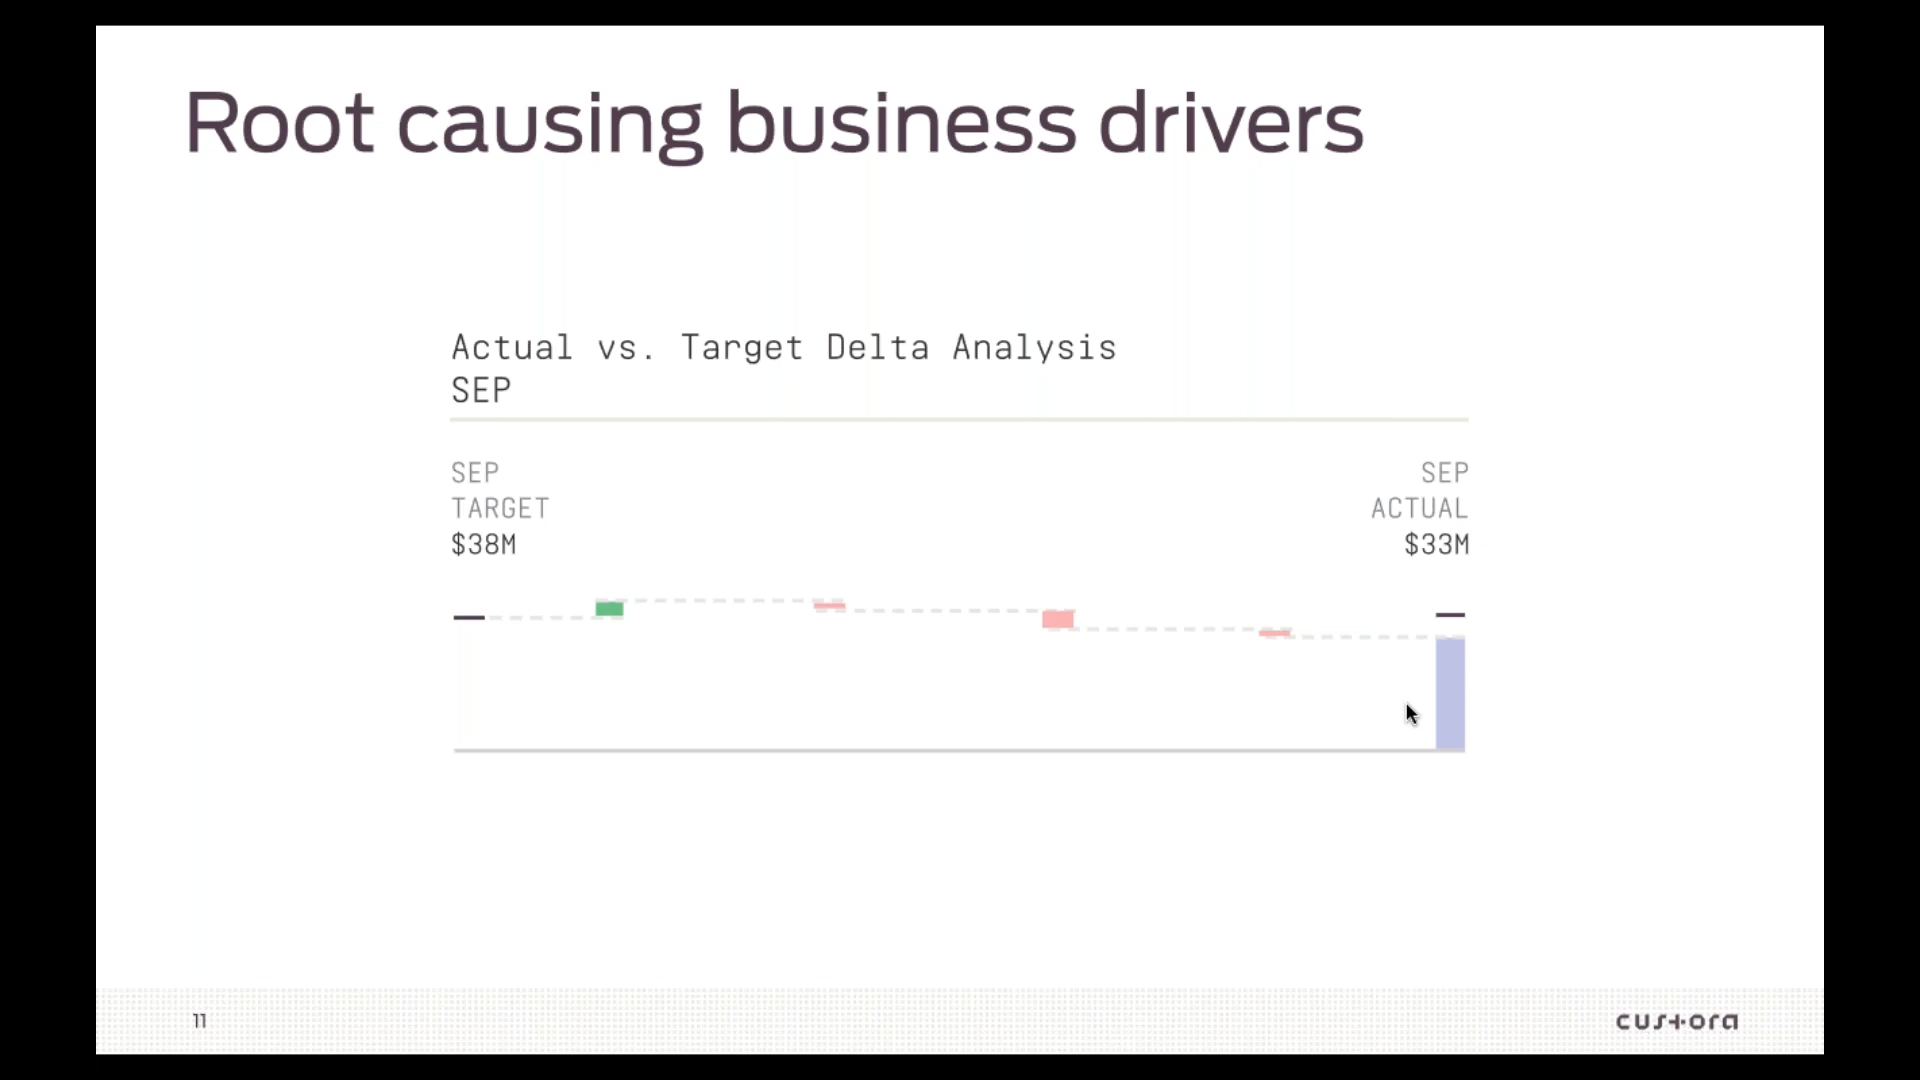 Root causing business drivers
Actual vs. Target Delta Analysis
SEP
SEP
TARGET
$38M
SEP
ACTUAL
$33M
11
custora